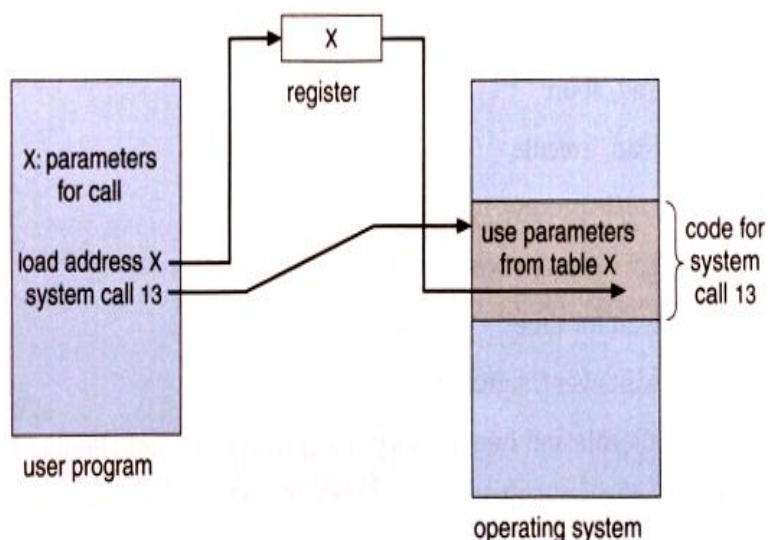 X
register
X: parameters
for call
load address X
system call 13
user program
use parameters
from table X
code for
system
call 13
operating system